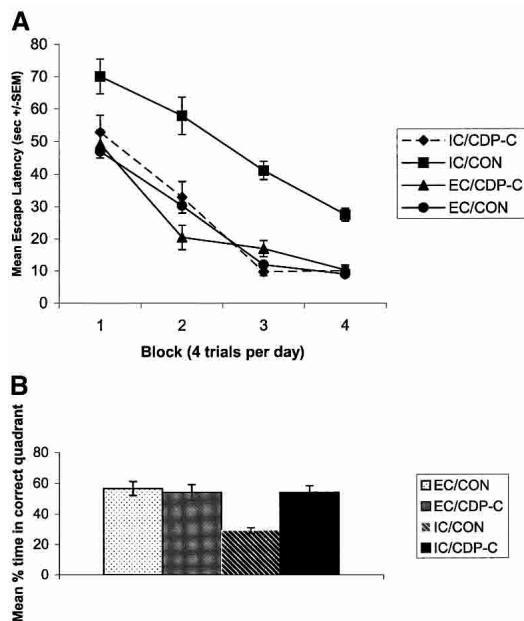 A
Mean Escape Latency (sec +/-SEM)
80
70
60
50
40
30
20
10
0
1 2 3 4
Block (4 trials per day)
IC/CDP-C
IC/CON
EC/CDP-C
EC/CON
B
Mean % time in correct quadrant
80
60
40
20
0
EC/CON
EC/CDP-C
IC/CON
IC/CDP-C